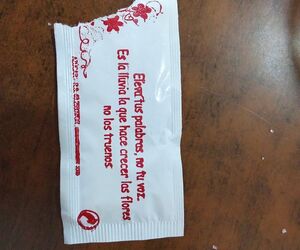 Eleva tus palabras, no tu voz.
Es la lluvia la que hace crecer las flores
no los truenos